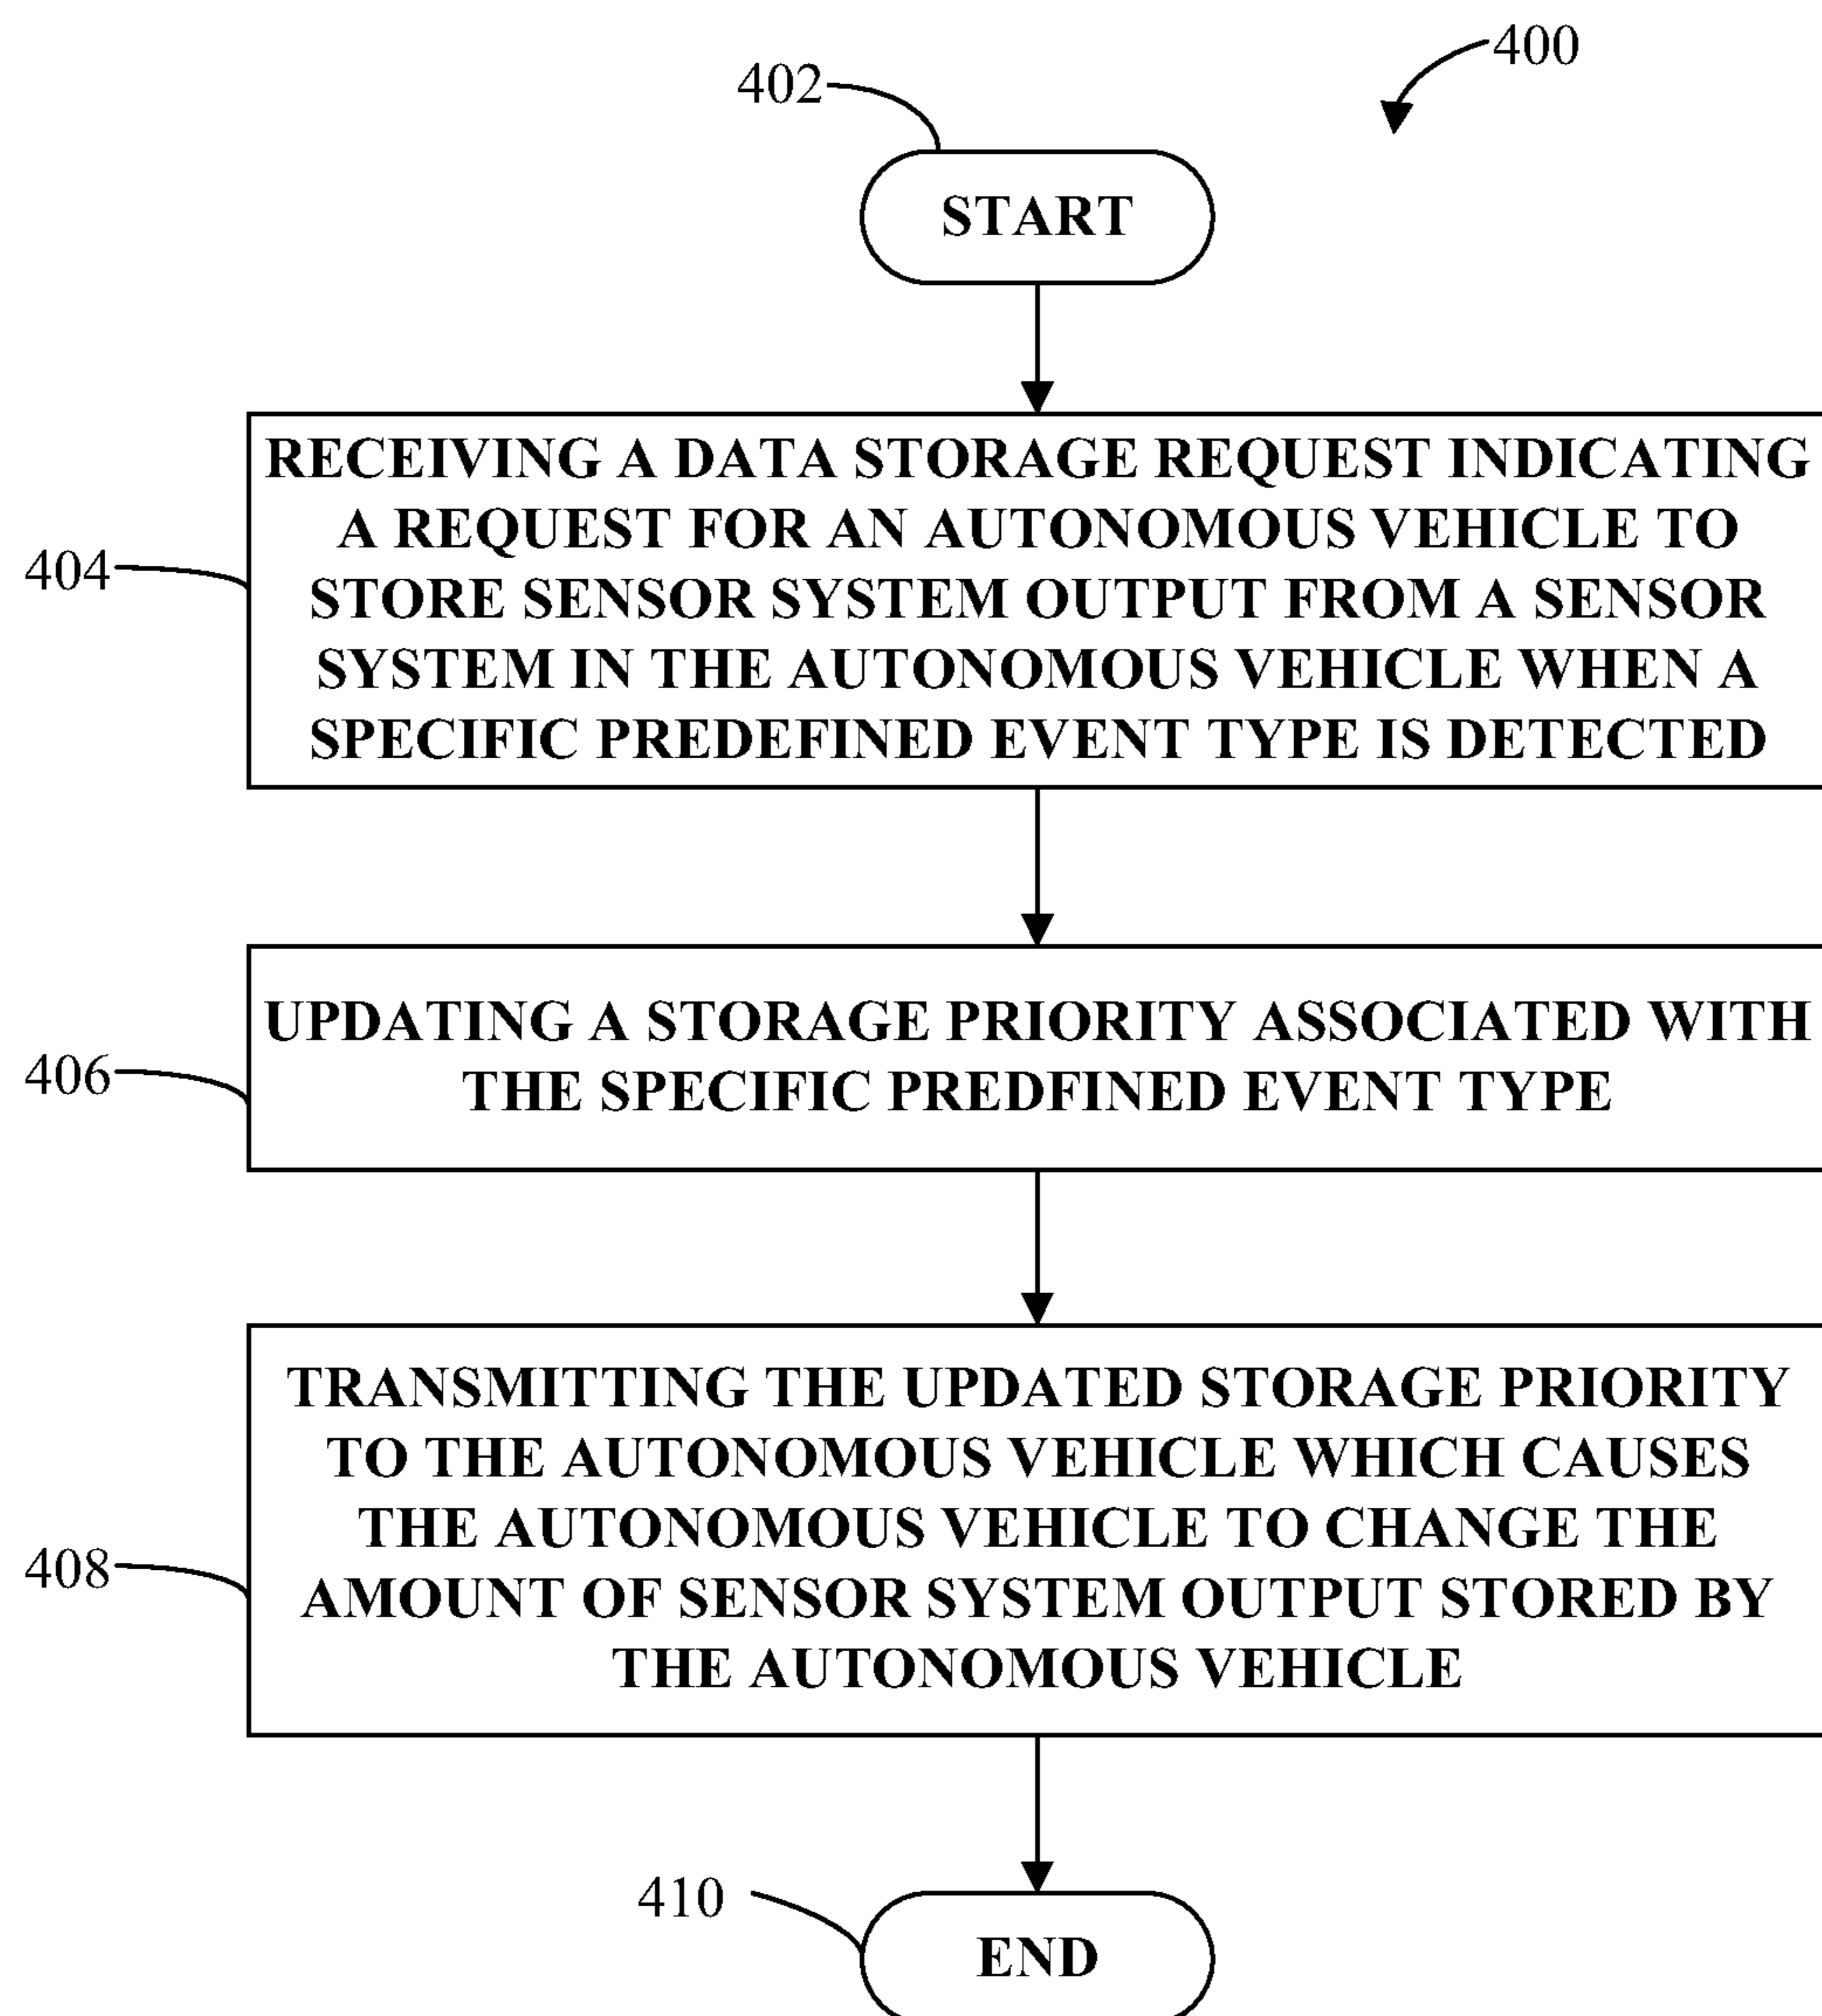 400
402
START
404
RECEIVING A DATA STORAGE REQUEST INDICATING
A REQUEST FOR AN AUTONOMOUS VEHICLE TO
STORE SENSOR SYSTEM OUTPUT FROM A SENSOR
SYSTEM IN THE AUTONOMOUS VEHICLE WHEN A
SPECIFIC PREDEFINED EVENT TYPE IS DETECTED
406
UPDATING A STORAGE PRIORITY ASSOCIATED WITH
THE SPECIFIC PREDFINED EVENT TYPE
408
TRANSMITTING THE UPDATED STORAGE PRIORITY
TO THE AUTONOMOUS VEHICLE WHICH CAUSES
THE AUTONOMOUS VEHICLE TO CHANGE THE
AMOUNT OF SENSOR SYSTEM OUTPUT STORED BY
THE AUTONOMOUS VEHICLE
410
END